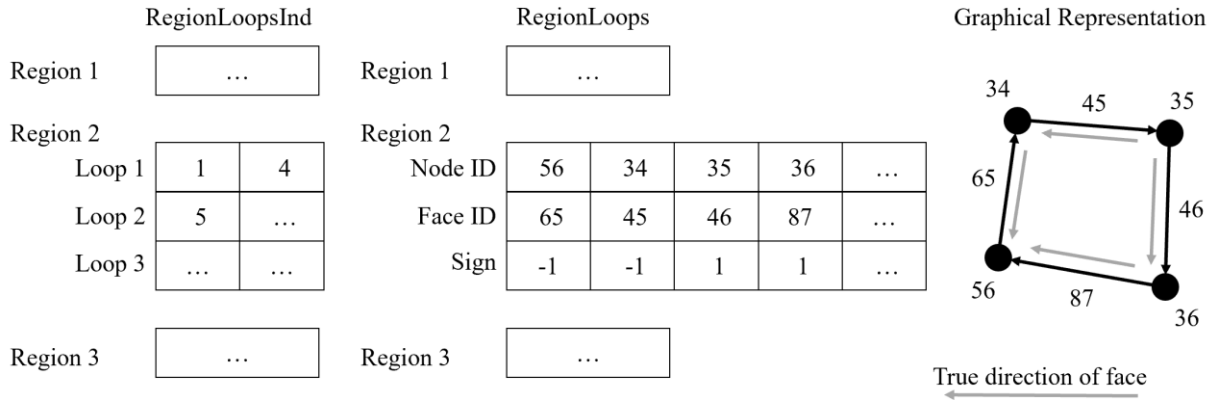 RegionLoopsInd RegionLoops Graphical Representation
Region 1 … Region 1 …
Region 2 Region 2
Loop 1 1 4 Node ID 56 34 35 36 …
Loop 2 5 … Face ID 65 45 46 87 …
Loop 3 … … Sign -1 -1 1 1 …
Region 3 … Region 3 …
34 45 35
65 46
56 87 36
True direction of face